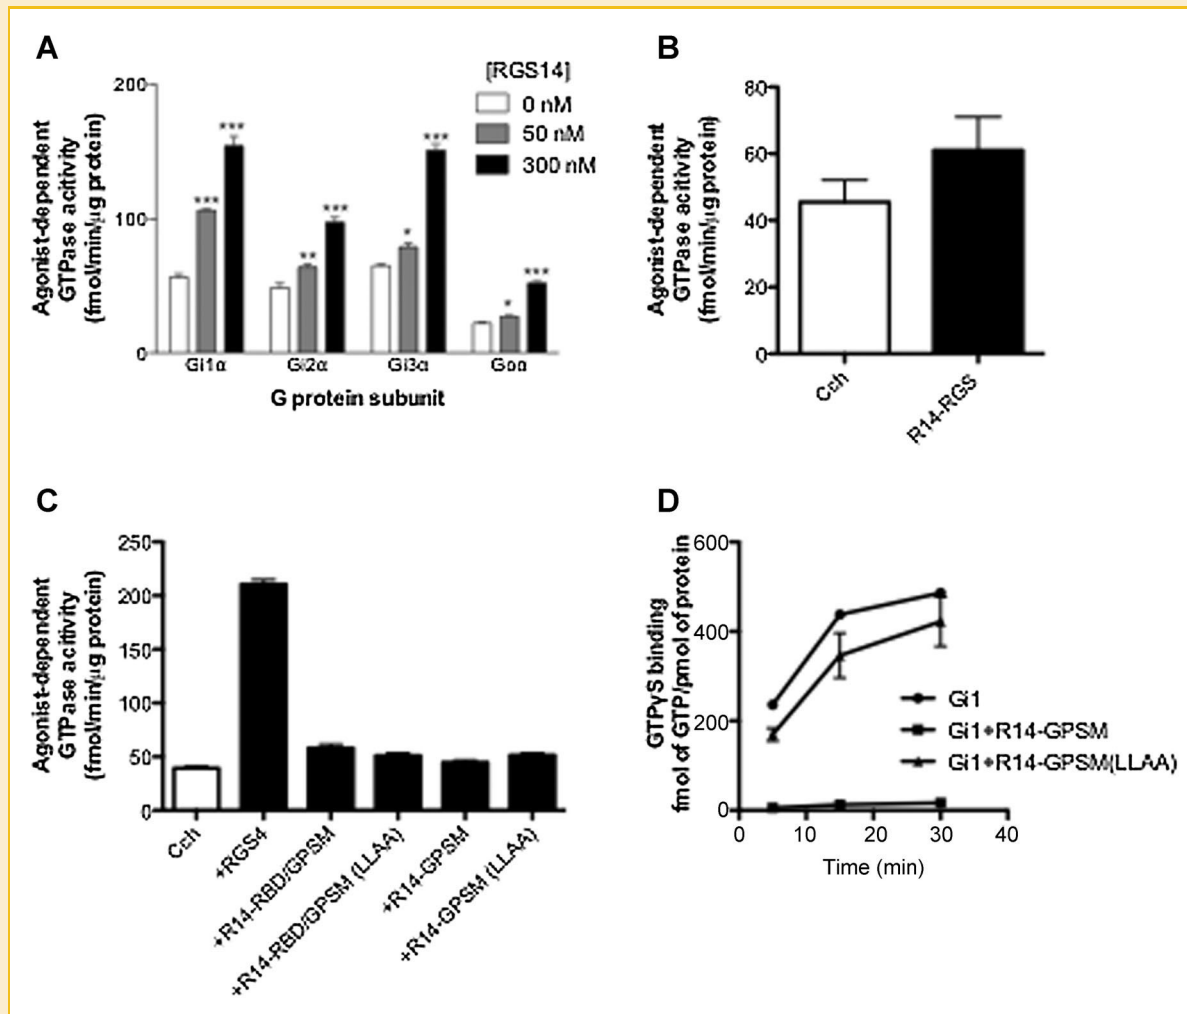 A
Agonist-dependent
GTPase acitivity
(fmol/min/µg protein)
200
100
0
[RGS14]
0 nM
50 nM
300 nM
***
***
**
***
*
***
*
***
Gi1α
Gi2α
Gi3α
Goα
G protein subunit
B
Agonist-dependent
GTPase acitivity
(fmol/min/µg protein)
80
60
40
20
0
Cch
R14-RGS
C
Agonist-dependent
GTPase acitivity
(fmol/min/µg protein)
250
200
150
100
50
0
Cch
+RGS4
+R14-RBD/GPSM
+R14-RBD/GPSM (LLAA)
+R14-GPSM
+R14-GPSM (LLAA)
D
GTPγS binding
fmol of GTP/pmol of protein
600
400
200
0
Gi1
Gi1+R14-GPSM
Gi1+R14-GPSM(LLAA)
0 10 20 30 40
Time (min)